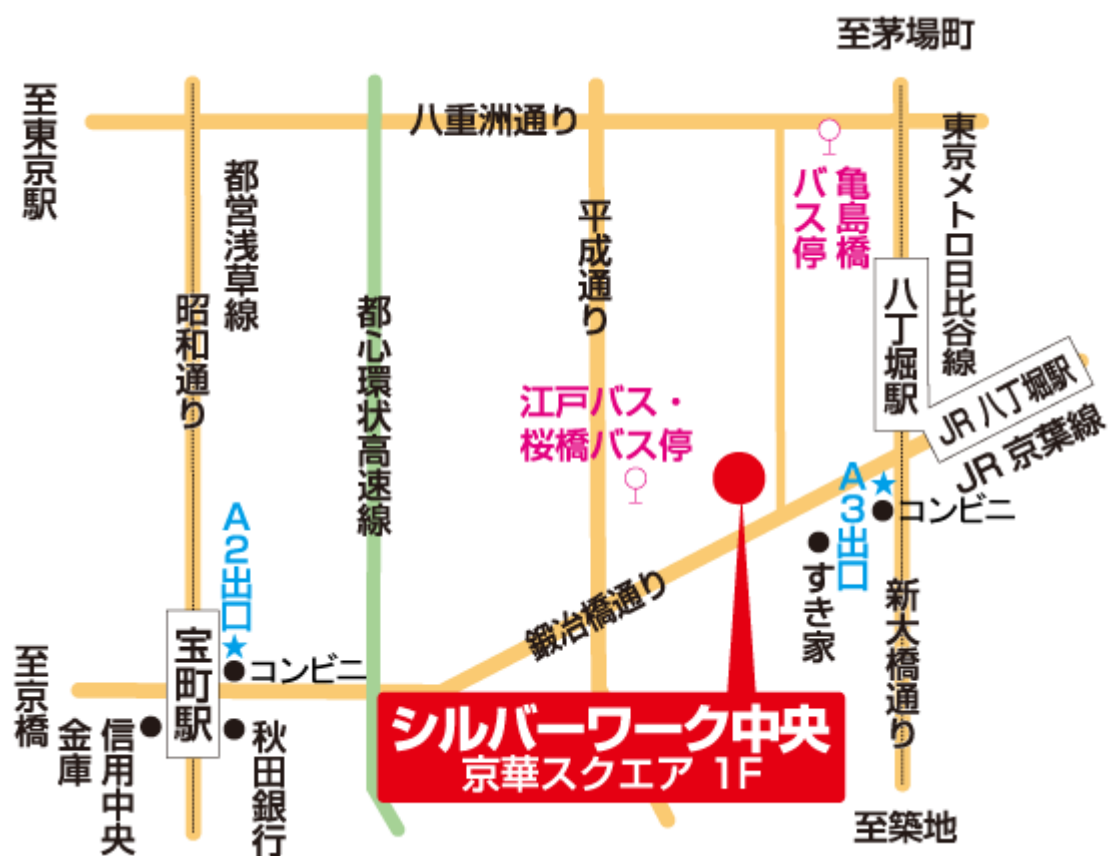 至茅場町
至東京駅
八重洲通り
東京メトロ日比谷線
亀島橋
バス停
都営浅草線
平成通り
昭和通り
都心環状高速線
八丁堀駅
JR 八丁堀駅
JR 京葉線
江戸バス・
桜橋バス停
A3出口
コンビニ
すき家
新大橋通り
A2出口
鍛冶橋通り
宝町駅
コンビニ
至京橋
信用中央
金庫
秋田銀行
シルバーワーク中央
京華スクエア 1F
至築地